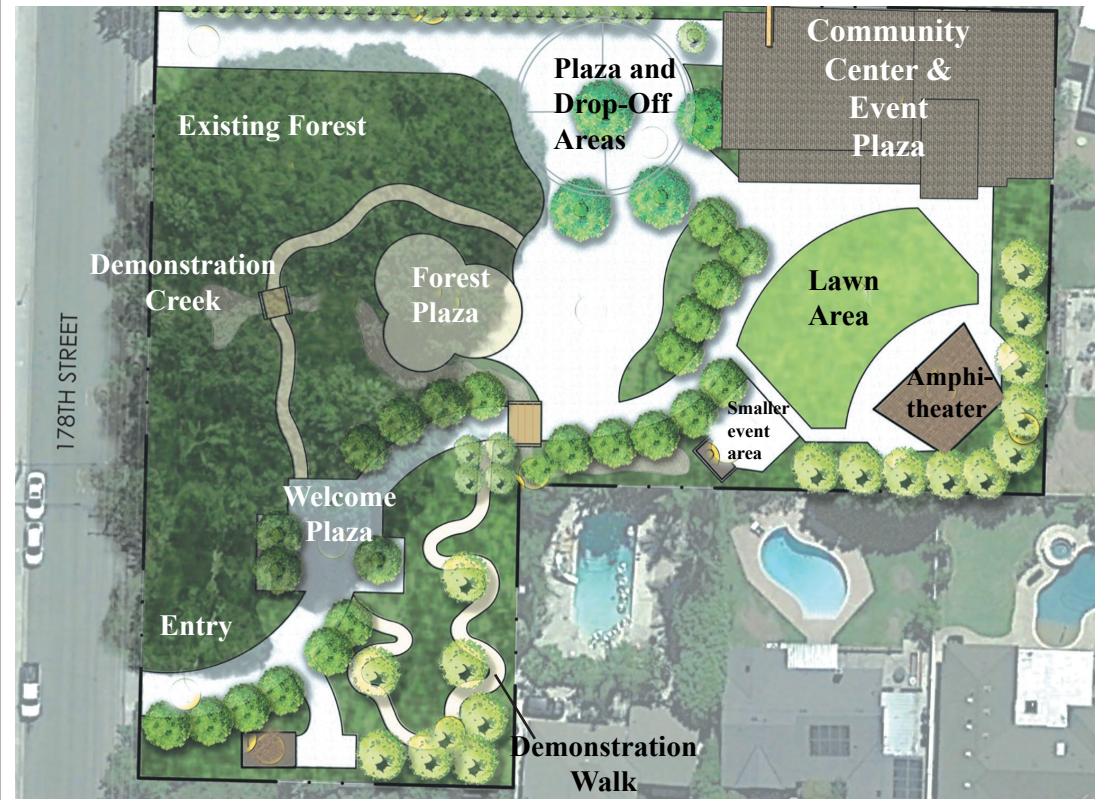 Community
Center &
Event
Plaza
Plaza and
Drop-Off
Areas
Existing Forest
Demonstration
Creek
Forest
Plaza
Lawn
Area
178TH STREET
Amphi-
theater
Smaller
event
area
Welcome
Plaza
Entry
Demonstration
Walk